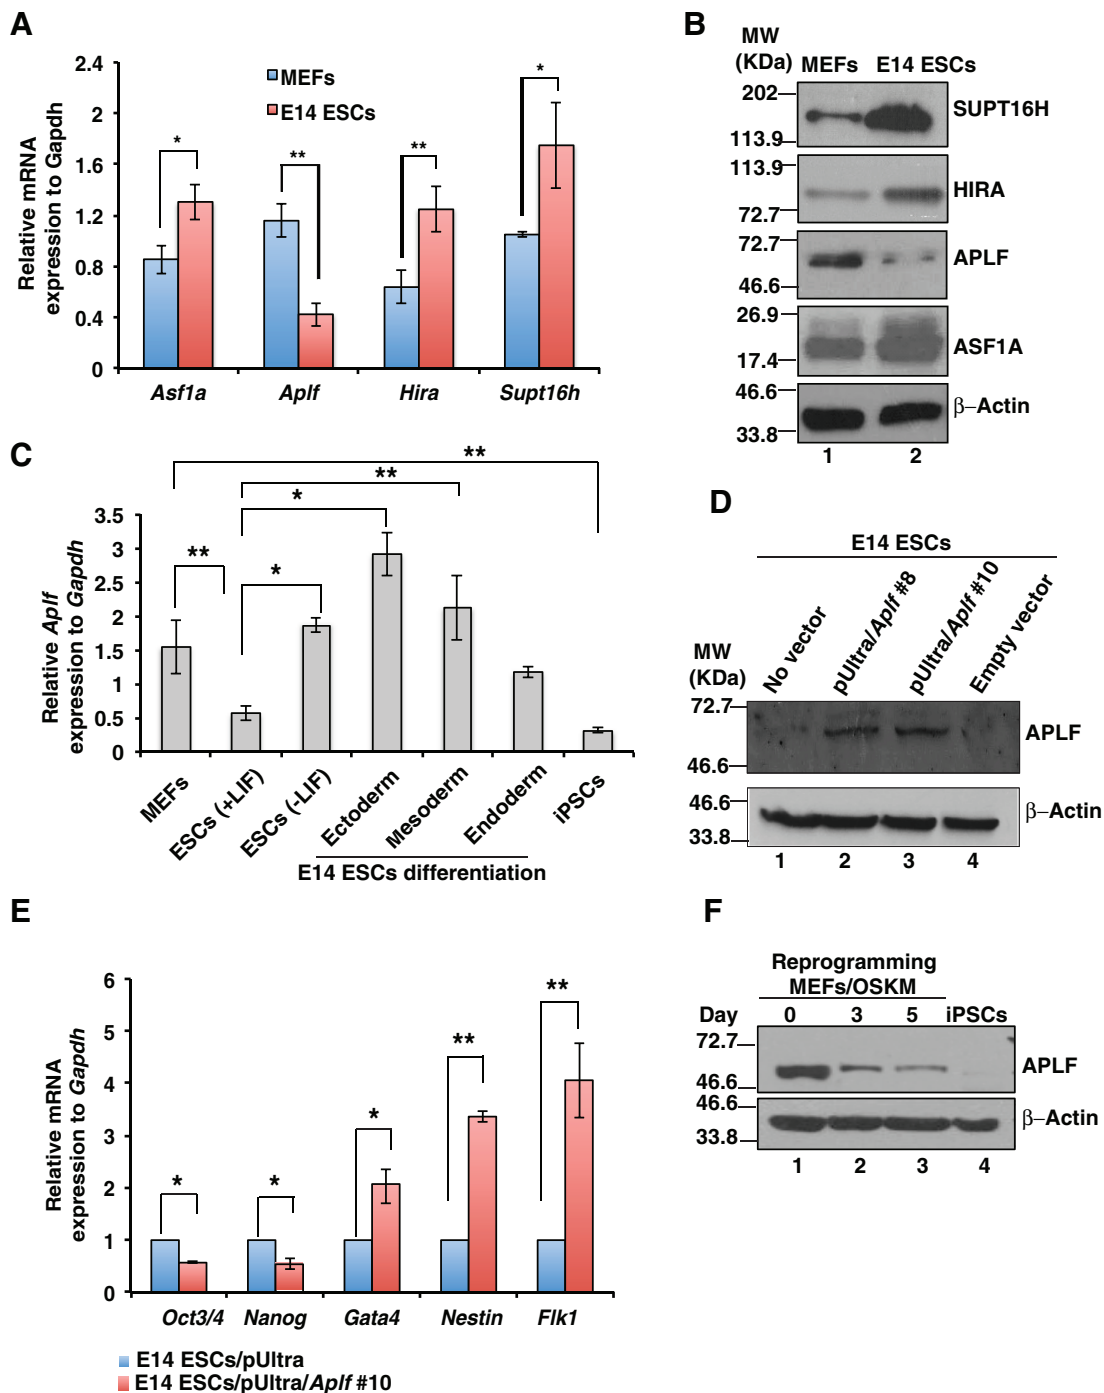 A
2.4
2
1.6
1.2
0.8
0.4
0
Relative mRNA
expression to Gapdh
MEFs
E14 ESCs
*
**
**
*
Asf1a
Aplf
Hira
Supt16h
B
MW
(KDa)
MEFs
E14 ESCs
202
113.9
SUPT16H
113.9
72.7
HIRA
72.7
46.6
APLF
26.9
17.4
ASF1A
46.6
33.8
β–Actin
1
2
C
**
**
*
**
*
3.5
3
2.5
2
1.5
1
0.5
0
Relative Aplf
expression to Gapdh
MEFs
ESCs (+LIF)
ESCs (-LIF)
Ectoderm
Mesoderm
Endoderm
iPSCs
E14 ESCs differentiation
D
E14 ESCs
MW
(KDa)
No vector
pUltra/Aplf #8
pUltra/Aplf #10
Empty vector
72.7
46.6
APLF
46.6
33.8
β–Actin
1
2
3
4
E
6
5
4
3
2
1
0
Relative mRNA
expression to Gapdh
*
*
*
**
**
Oct3/4
Nanog
Gata4
Nestin
Flk1
E14 ESCs/pUltra
E14 ESCs/pUltra/Aplf #10
F
Reprogramming
MEFs/OSKM
Day
0
3
5
iPSCs
72.7
46.6
APLF
46.6
33.8
β–Actin
1
2
3
4